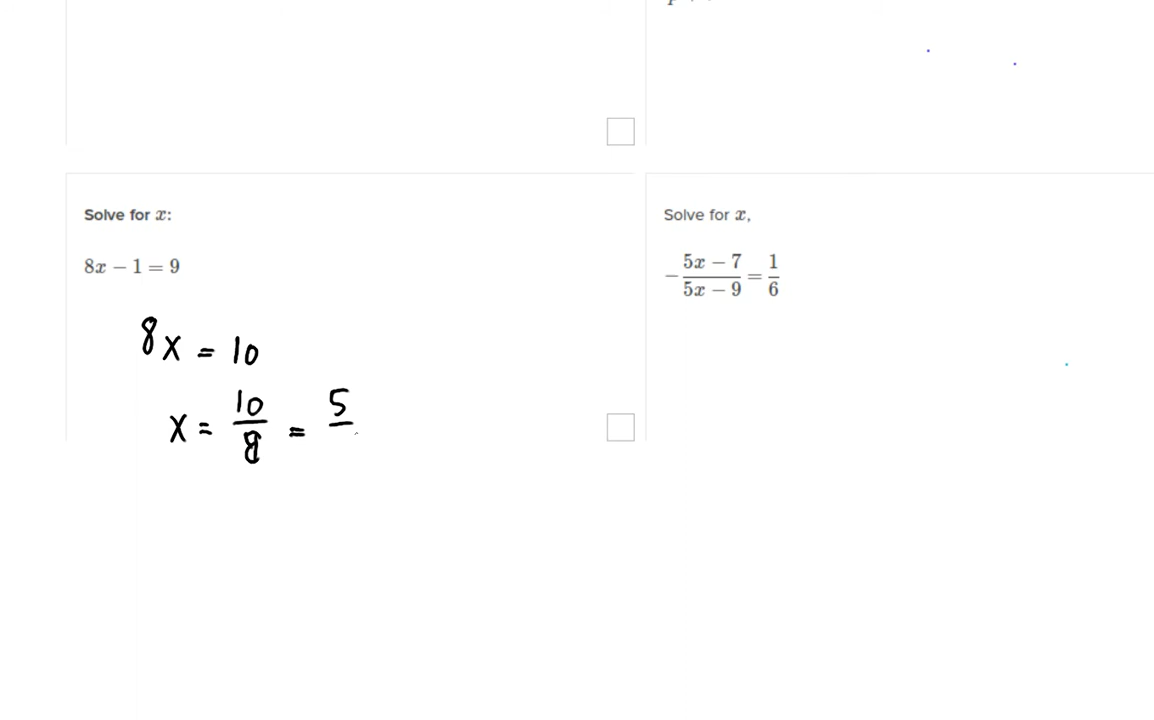 Solve for x:
8x − 1 = 9
8x = 10
x = 10/8 = 5/
Solve for x,
−(5x − 7)/(5x − 9) = 1/6